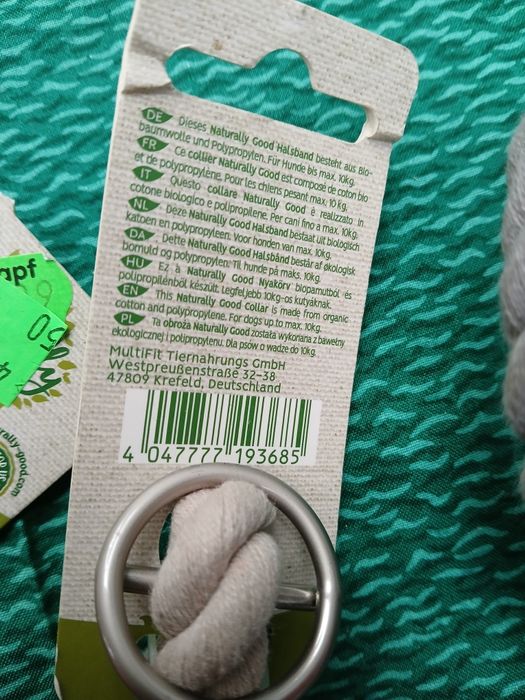 DE Dieses Naturally Good Halsband besteht aus Bio-
baumwolle und Polypropylen. Für Hunde bis max. 10kg.
FR Ce collier Naturally Good est composé de coton bio
et de polypropylène. Pour les chiens pesant max. 10 kg.
IT Questo collare Naturally Good è realizzato in
cotone biologico e polipropilene. Per cani fino a max. 10kg.
NL Deze Naturally Good Halsband bestaat uit biologisch
katoen en polypropyleen. Voor honden van max. 10kg.
DA Dette Naturally Good Halsbånd består af økologisk
bomuld og polypropylen. Til hunde på maks. 10kg.
HU Ez a Naturally Good Nyakörv biopamutból és
polipropilénből készült. Legfeljebb 10kg-os kutyáknak.
EN This Naturally Good Collar is made from organic
cotton and polypropylene. For dogs up to max. 10kg.
PL Ta obroża Naturally Good została wykonana z bawełny
ekologicznej i polipropylenu. Dla psów o wadze do 10kg.
MultiFit Tiernahrungs GmbH
Westpreußenstraße 32-38
47809 Krefeld, Deutschland
4 047777 193685
apf
50
rally-good.com